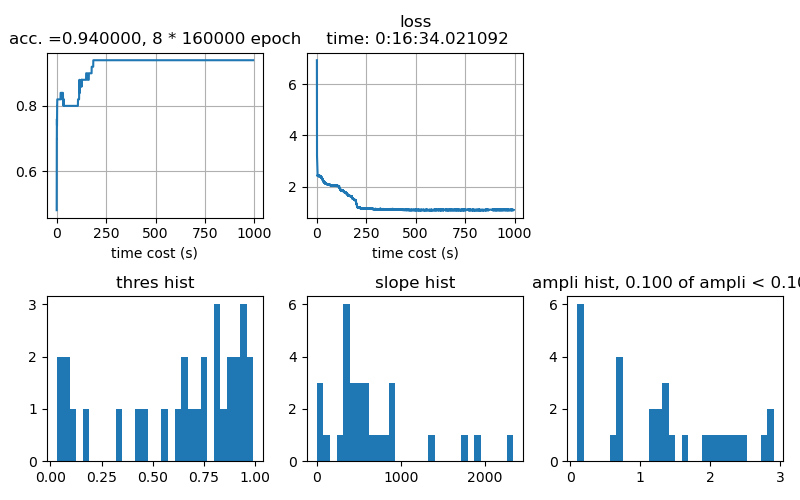 acc. =0.940000, 8 * 160000 epoch
0.8
0.6
0 250 500 750 1000
time cost (s)
loss
time: 0:16:34.021092
6
4
2
0 250 500 750 1000
time cost (s)
thres hist
3
2
1
0
0.00 0.25 0.50 0.75 1.00
slope hist
6
4
2
0
0 1000 2000
ampli hist, 0.100 of ampli < 0.10
6
4
2
0
0 1 2 3